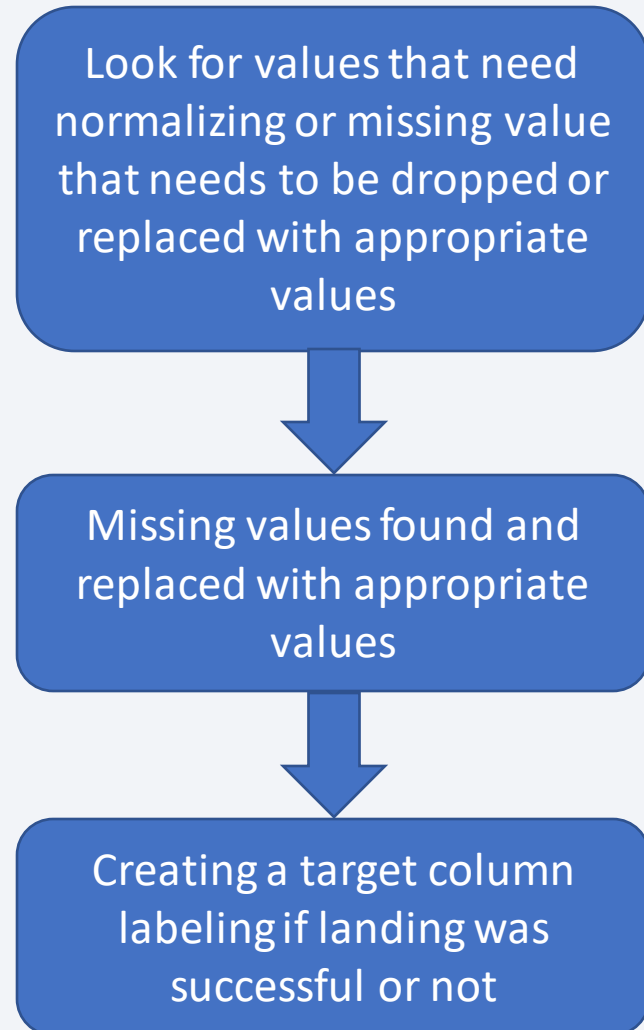 Look for values that need
normalizing or missing value
that needs to be dropped or
replaced with appropriate
values
Missing values found and
replaced with appropriate
values
Creating a target column
labeling if landing was
successful or not